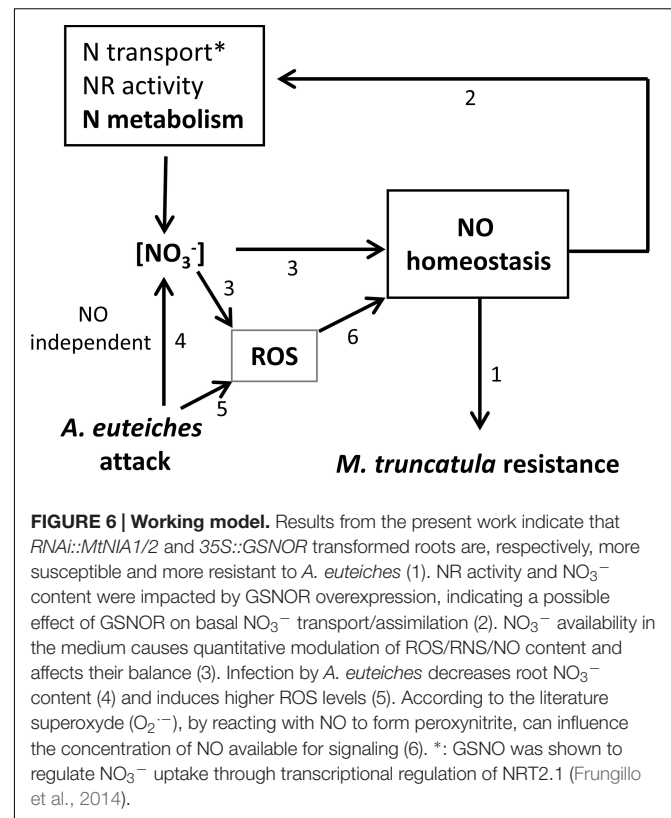 N transport*
NR activity
N metabolism
2
[NO₃⁻]
3
NO
homeostasis
3
NO
independent
4
ROS
6
5
1
A. euteiches
attack
M. truncatula resistance
FIGURE 6 | Working model. Results from the present work indicate that
RNAi::MtNIA1/2 and 35S::GSNOR transformed roots are, respectively, more
susceptible and more resistant to A. euteiches (1). NR activity and NO₃⁻
content were impacted by GSNOR overexpression, indicating a possible
effect of GSNOR on basal NO₃⁻ transport/assimilation (2). NO₃⁻ availability in
the medium causes quantitative modulation of ROS/RNS/NO content and
affects their balance (3). Infection by A. euteiches decreases root NO₃⁻
content (4) and induces higher ROS levels (5). According to the literature
superoxyde (O₂·⁻), by reacting with NO to form peroxynitrite, can influence
the concentration of NO available for signaling (6). *: GSNO was shown to
regulate NO₃⁻ uptake through transcriptional regulation of NRT2.1 (Frungillo
et al., 2014).